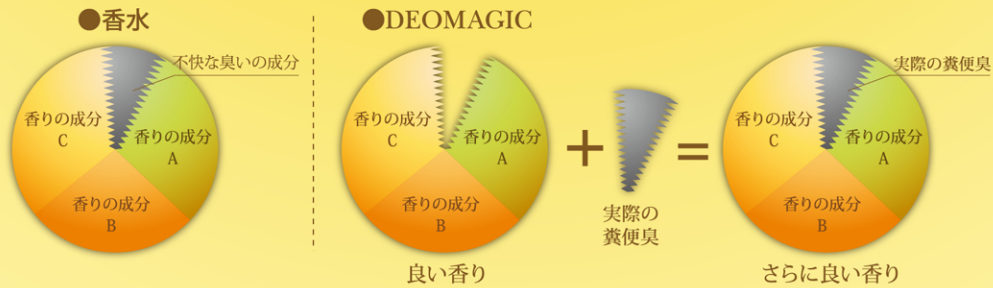 ●香水
不快な臭いの成分
香りの成分
C
香りの成分
A
香りの成分
B
●DEOMAGIC
香りの成分
C
香りの成分
A
香りの成分
B
良い香り
+
実際の
糞便臭
=
実際の糞便臭
香りの成分
C
香りの成分
A
香りの成分
B
さらに良い香り